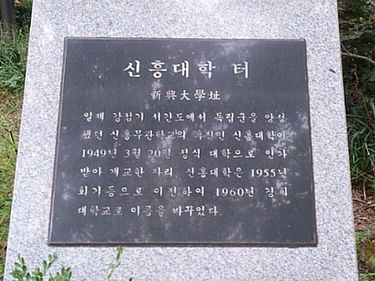 신흥대학 터
新興大學址
일제 강점기 서간도에서 독립군을 양성
했던 신흥무관학교의 후신인 신흥대학이
1949년 3월 20일 정식 대학으로 인가
받아 개교한 자리. 신흥대학은 1955년
회기동으로 이전하여 1960년 경희
대학교로 이름을 바꾸었다.